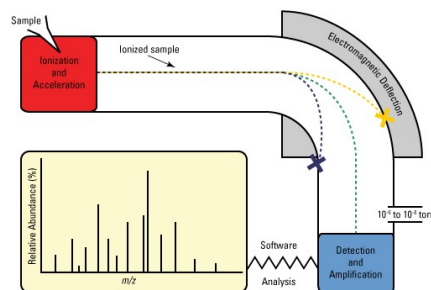 Sample
Ionization
and
Acceleration
Ionized sample
Electromagnetic Deflection
Relative Abundance (%)
m/z
Software
Analysis
Detection
and
Amplification